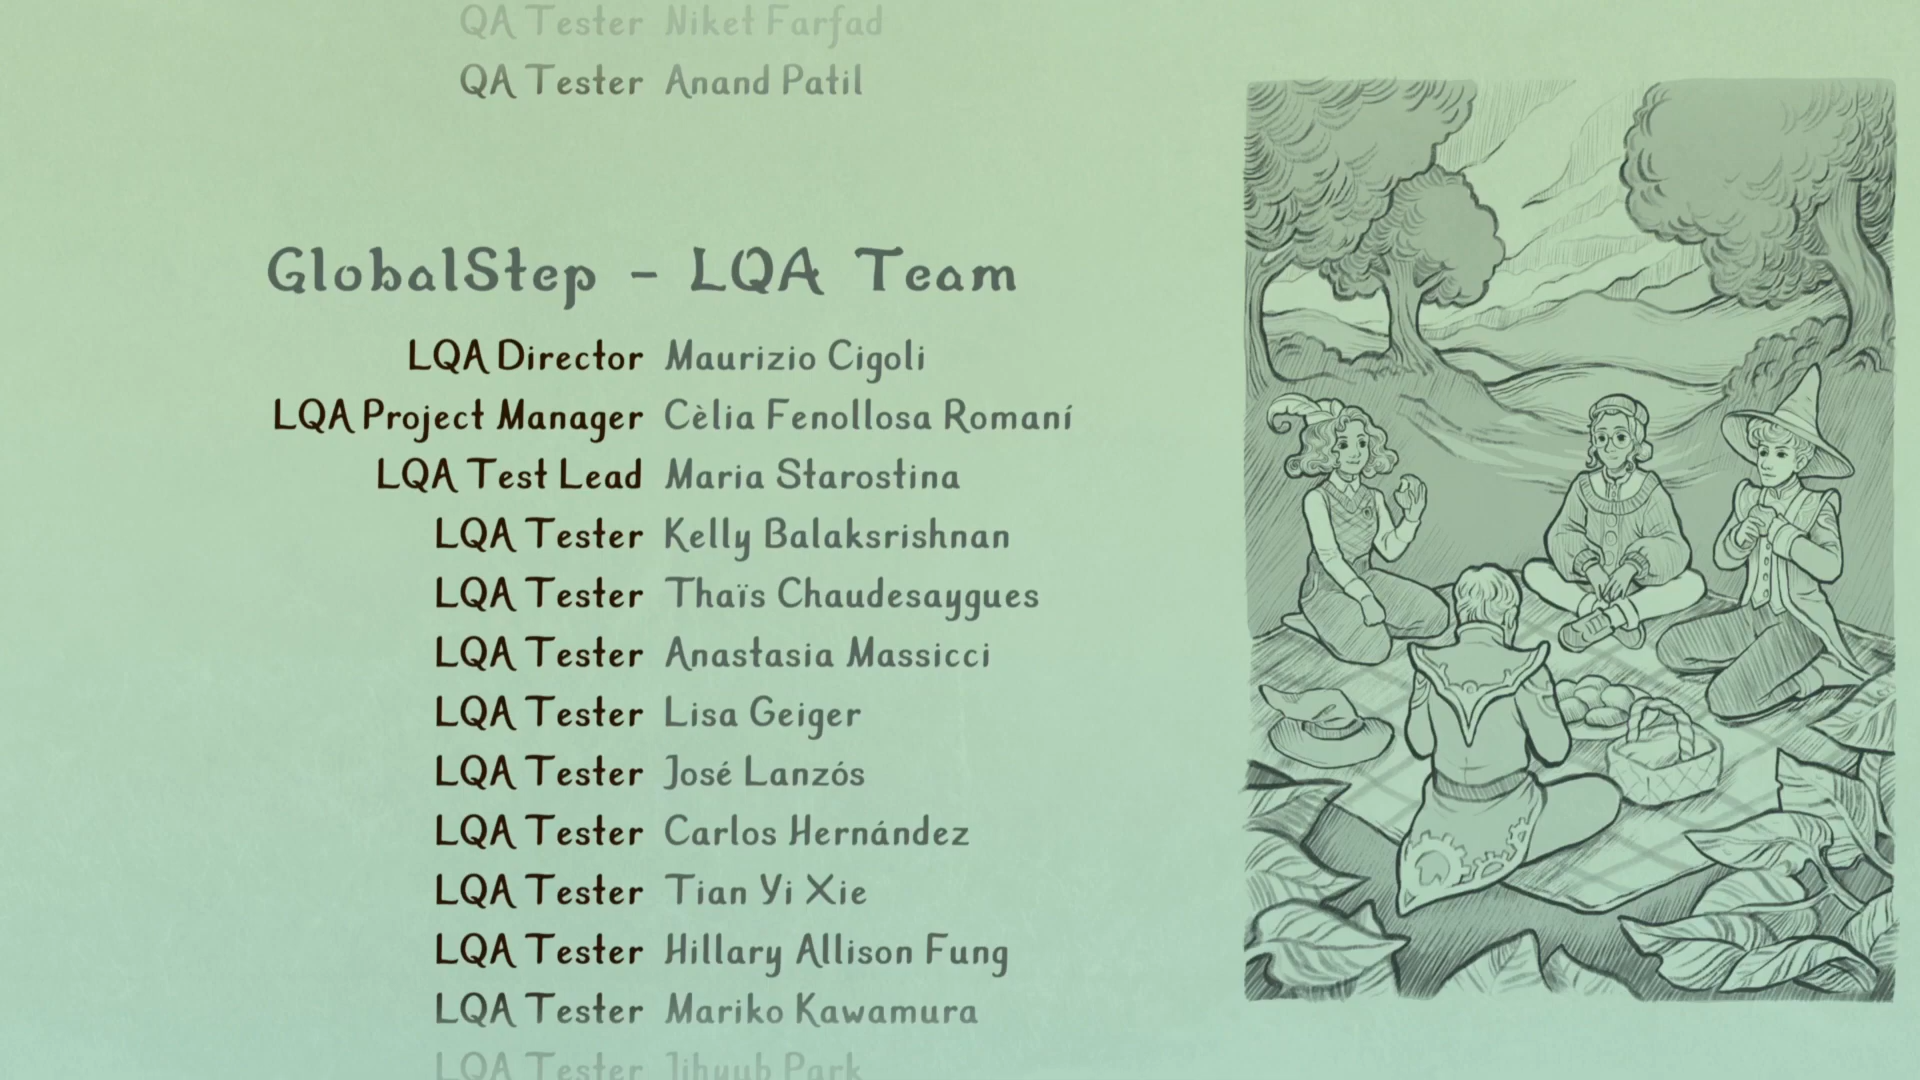 QA Tester Niket Farfad
QA Tester Anand Patil
GlobalStep - LQA Team
LQA Director Maurizio Cigoli
LQA Project Manager Cèlia Fenollosa Romaní
LQA Test Lead Maria Starostina
LQA Tester Kelly Balaksrishnan
LQA Tester Thaïs Chaudesaygues
LQA Tester Anastasia Massicci
LQA Tester Lisa Geiger
LQA Tester José Lanzós
LQA Tester Carlos Hernández
LQA Tester Tian Yi Xie
LQA Tester Hillary Allison Fung
LQA Tester Mariko Kawamura
LQA Tester Park